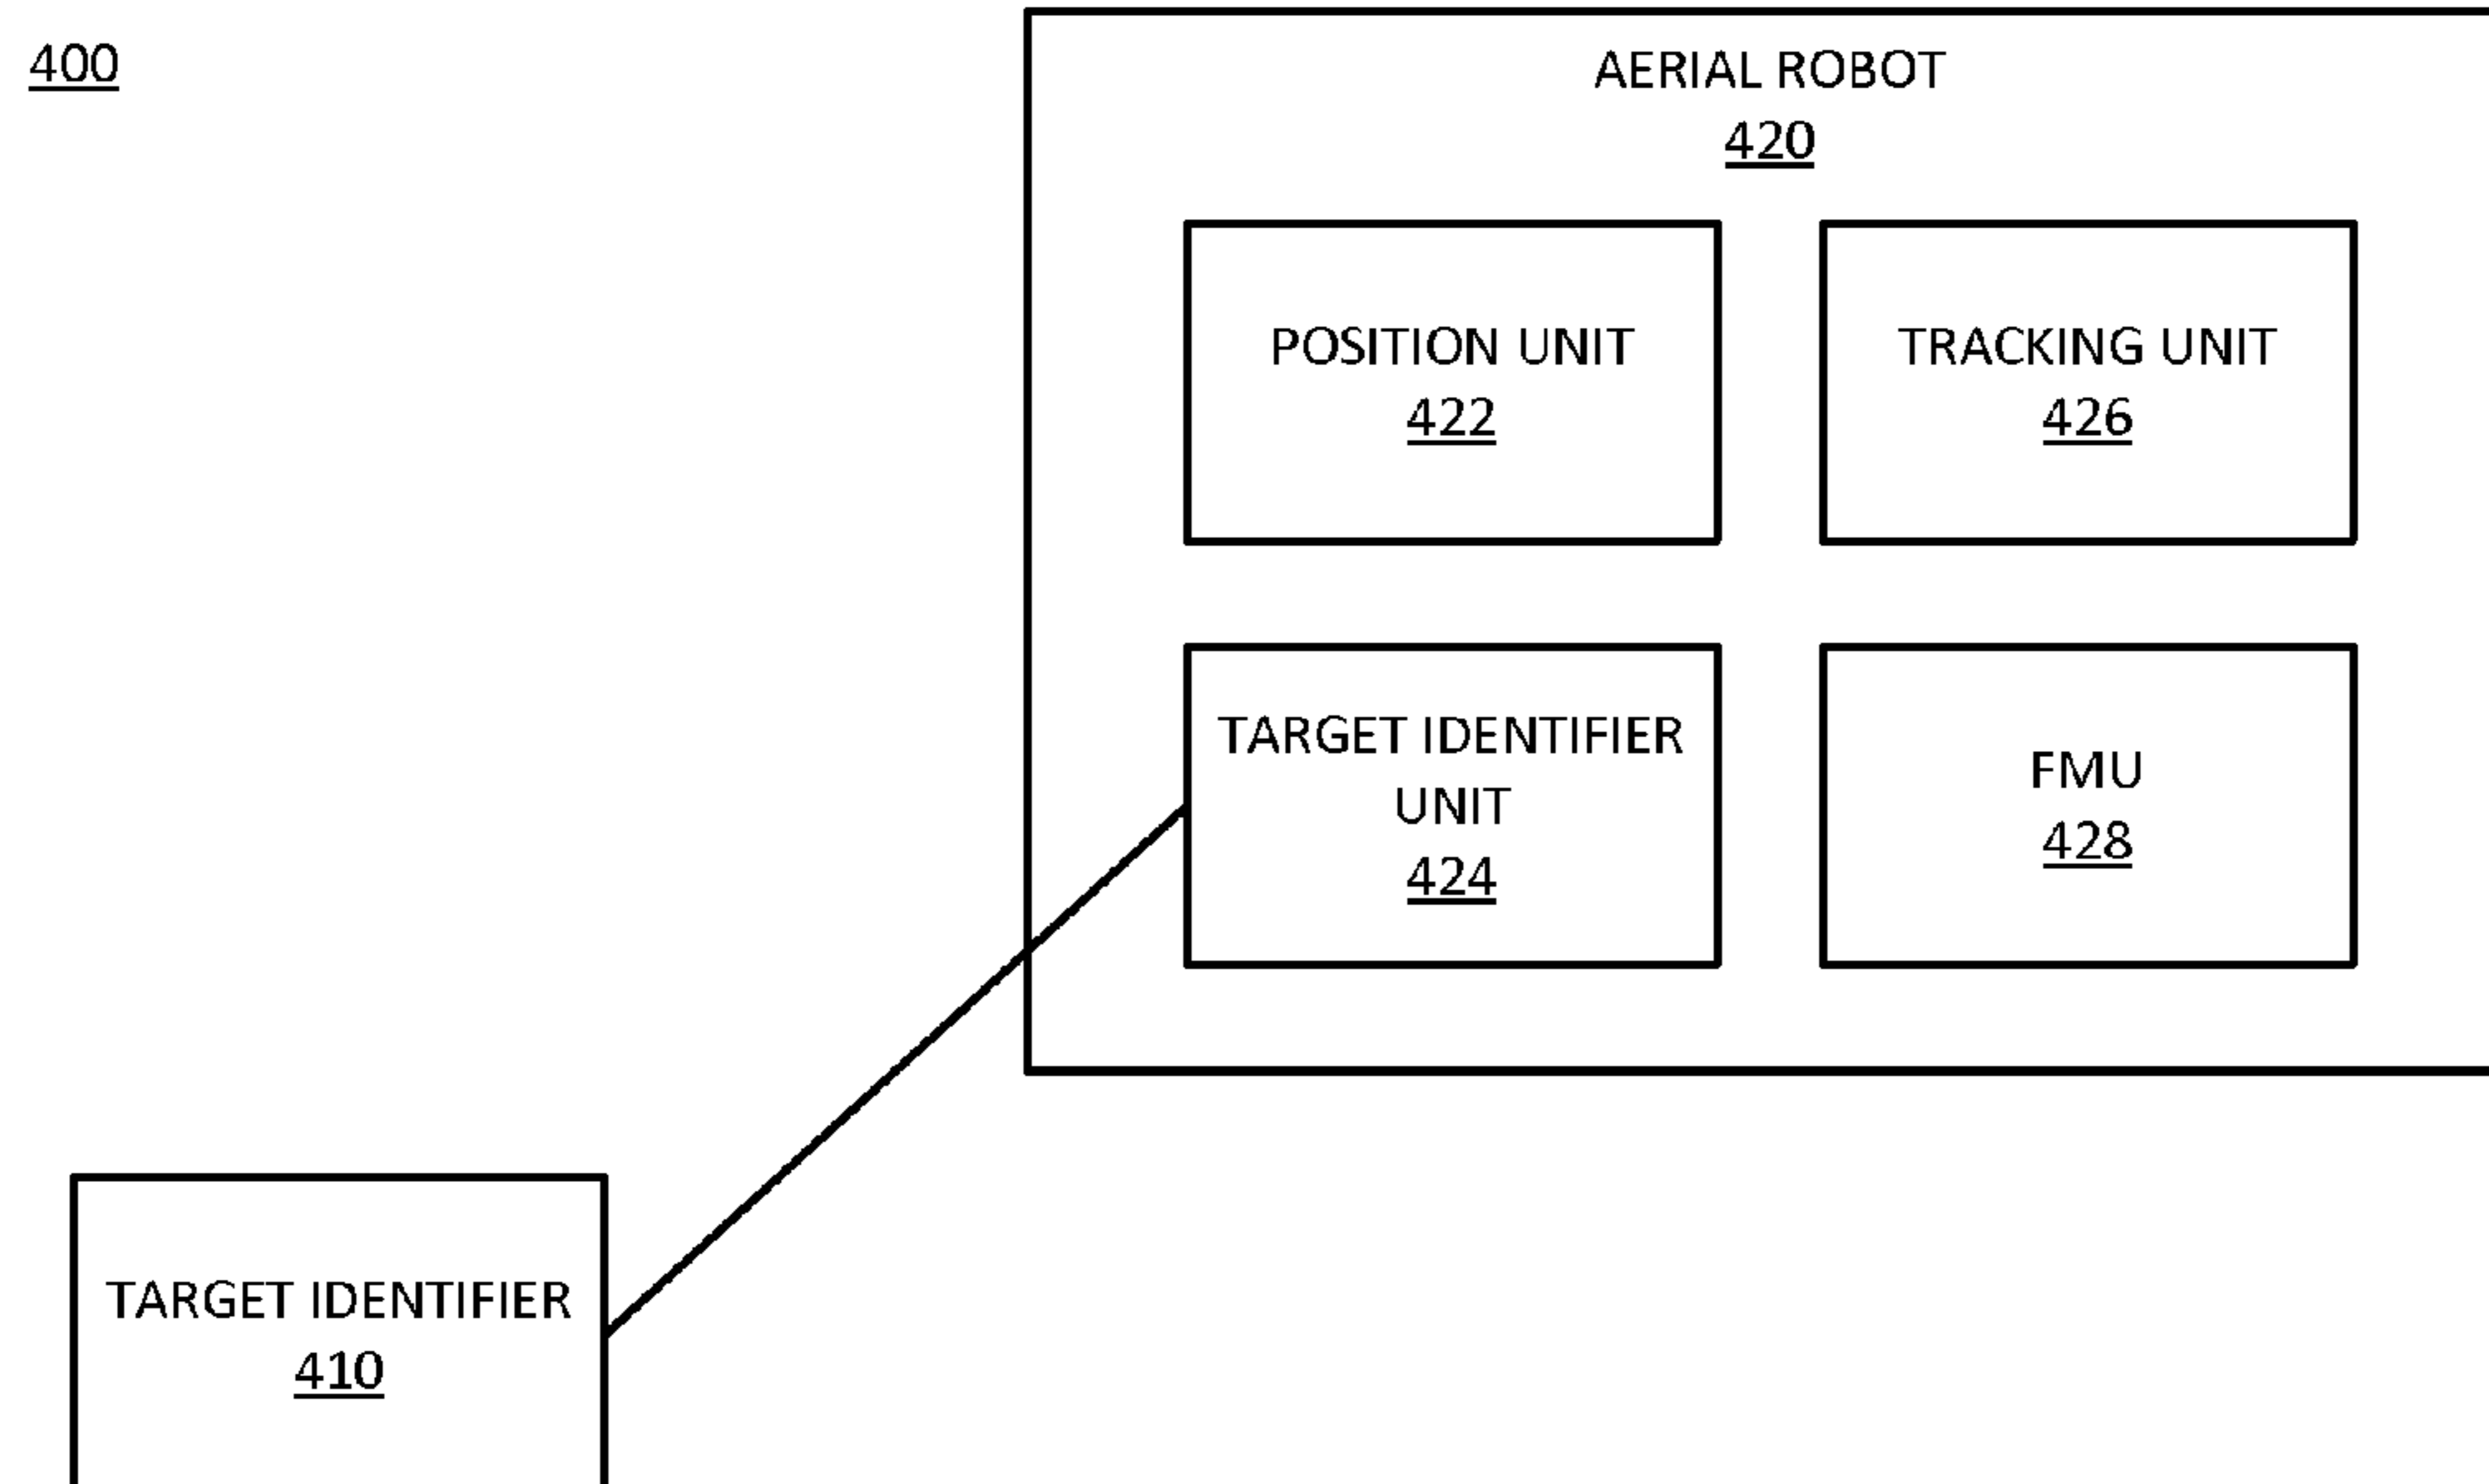 400
AERIAL ROBOT
420
POSITION UNIT
422
TRACKING UNIT
426
TARGET IDENTIFIER
UNIT
424
FMU
428
TARGET IDENTIFIER
410